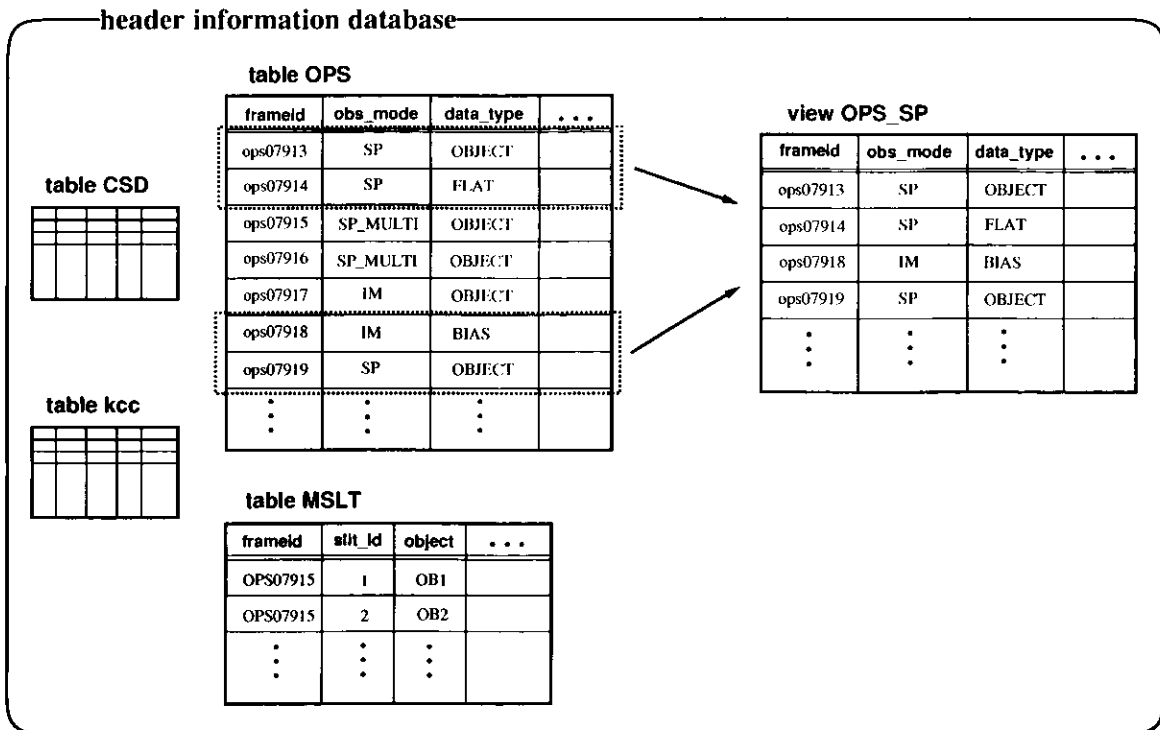 header information database
table OPS
frameid obs_mode data_type ...
ops07913 SP OBJECT
ops07914 SP FLAT
ops07915 SP_MULTI OBJECT
ops07916 SP_MULTI OBJECT
ops07917 IM OBJECT
ops07918 IM BIAS
ops07919 SP OBJECT
view OPS_SP
frameid obs_mode data_type ...
ops07913 SP OBJECT
ops07914 SP FLAT
ops07918 IM BIAS
ops07919 SP OBJECT
table CSD
table kcc
table MSLT
frameid slit_id object ...
OPS07915 1 OB1
OPS07915 2 OB2